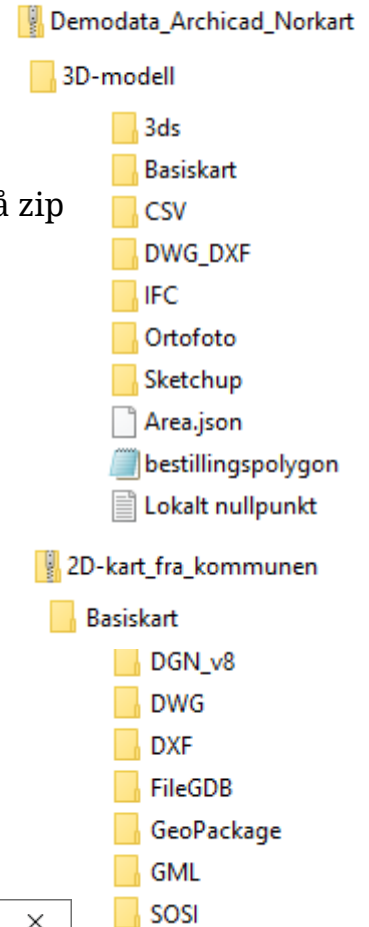 Demodata_Archicad_Norkart
3D-modell
3ds
Basiskart
å zip
CSV
DWG_DXF
IFC
Ortofoto
Sketchup
Area.json
bestillingspolygon
Lokalt nullpunkt
2D-kart_fra_kommunen
Basiskart
DGN_v8
DWG
DXF
FileGDB
GeoPackage
GML
SOSI